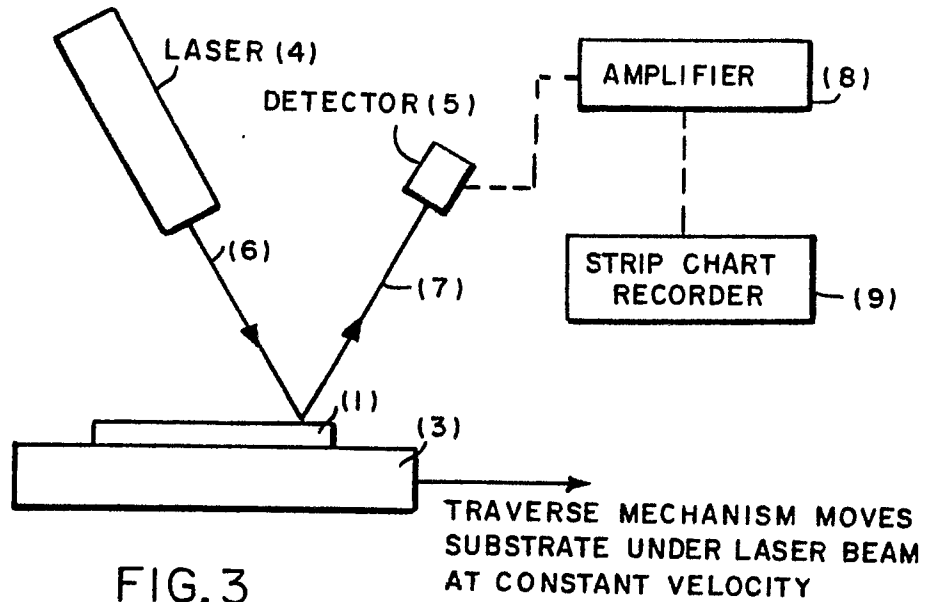 LASER (4)
DETECTOR (5)
AMPLIFIER
(8)
(6)
(7)
STRIP CHART
RECORDER
(9)
(1)
(3)
TRAVERSE MECHANISM MOVES
SUBSTRATE UNDER LASER BEAM
AT CONSTANT VELOCITY
FIG. 3